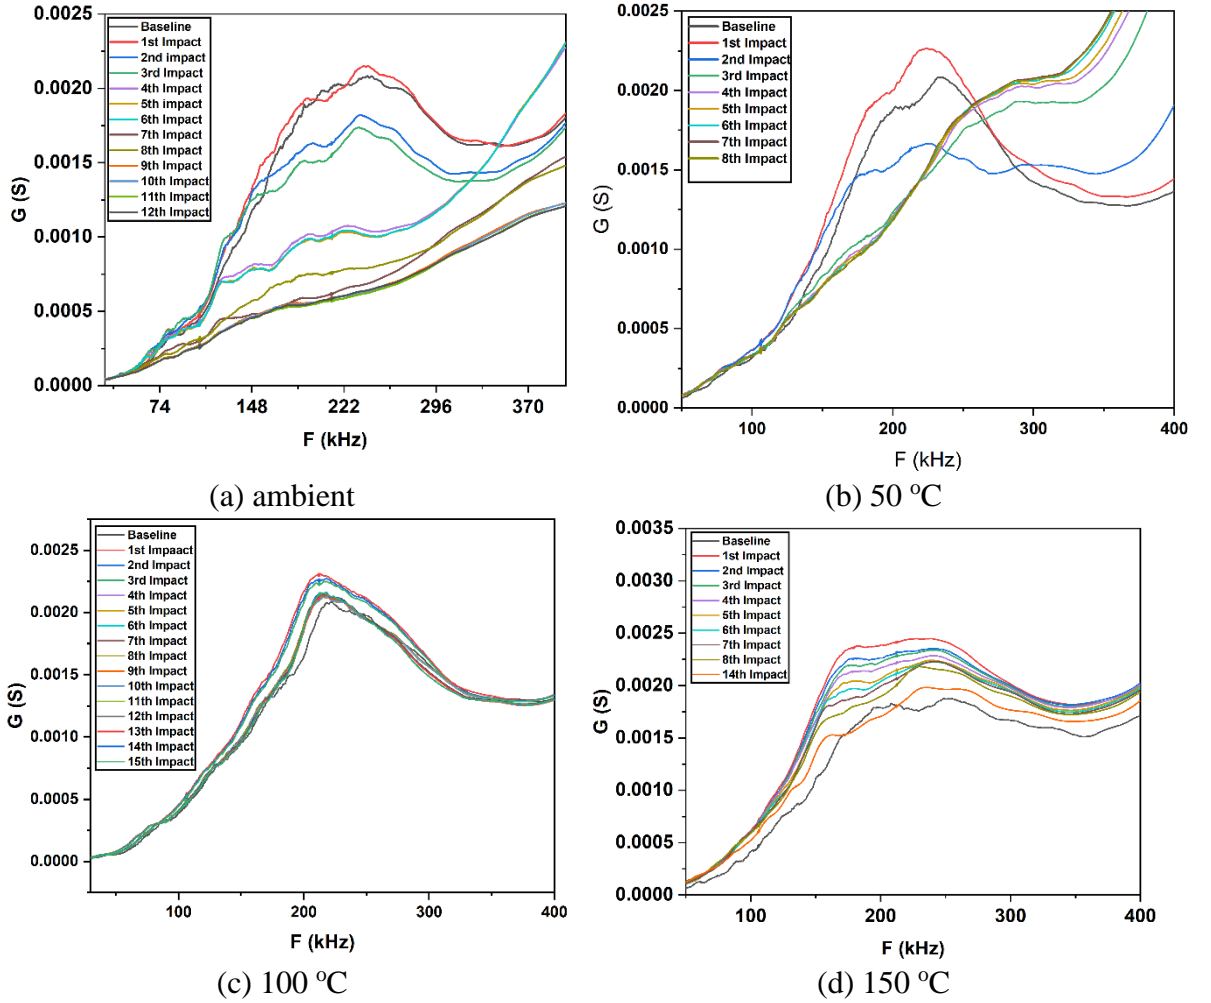 0.0025
0.0020
0.0015
0.0010
0.0005
0.0000
G (S)
Baseline
1st Impact
2nd impact
3rd Impact
4th Impact
5th impact
6th Impact
7th Impact
8th Impact
9th Impact
10th Impact
11th Impact
12th Impact
74 148 222 296 370
F (kHz)
(a) ambient
0.0025
0.0020
0.0015
0.0010
0.0005
0.0000
G (S)
Baseline
1st Impact
2nd Impact
3rd Impact
4th Impact
5th Impact
6th Impact
7th Impact
8th Impact
100 200 300 400
F (kHz)
(b) 50 °C
0.0025
0.0020
0.0015
0.0010
0.0005
0.0000
G (S)
Baseline
1st Impaact
2nd Impact
3rd Impact
4th Impact
5th Impact
6th Impact
7th Impact
8th Impact
9th Impact
10th Impact
11th Impact
12th Impact
13th Impact
14th Impact
15th Impact
100 200 300 400
F (kHz)
(c) 100 °C
0.0035
0.0030
0.0025
0.0020
0.0015
0.0010
0.0005
0.0000
G (S)
Baseline
1st Impact
2nd Impact
3rd Impact
4th Impact
5th Impact
6th Impact
7th Impact
8th Impact
14th Impact
100 200 300 400
F (kHz)
(d) 150 °C